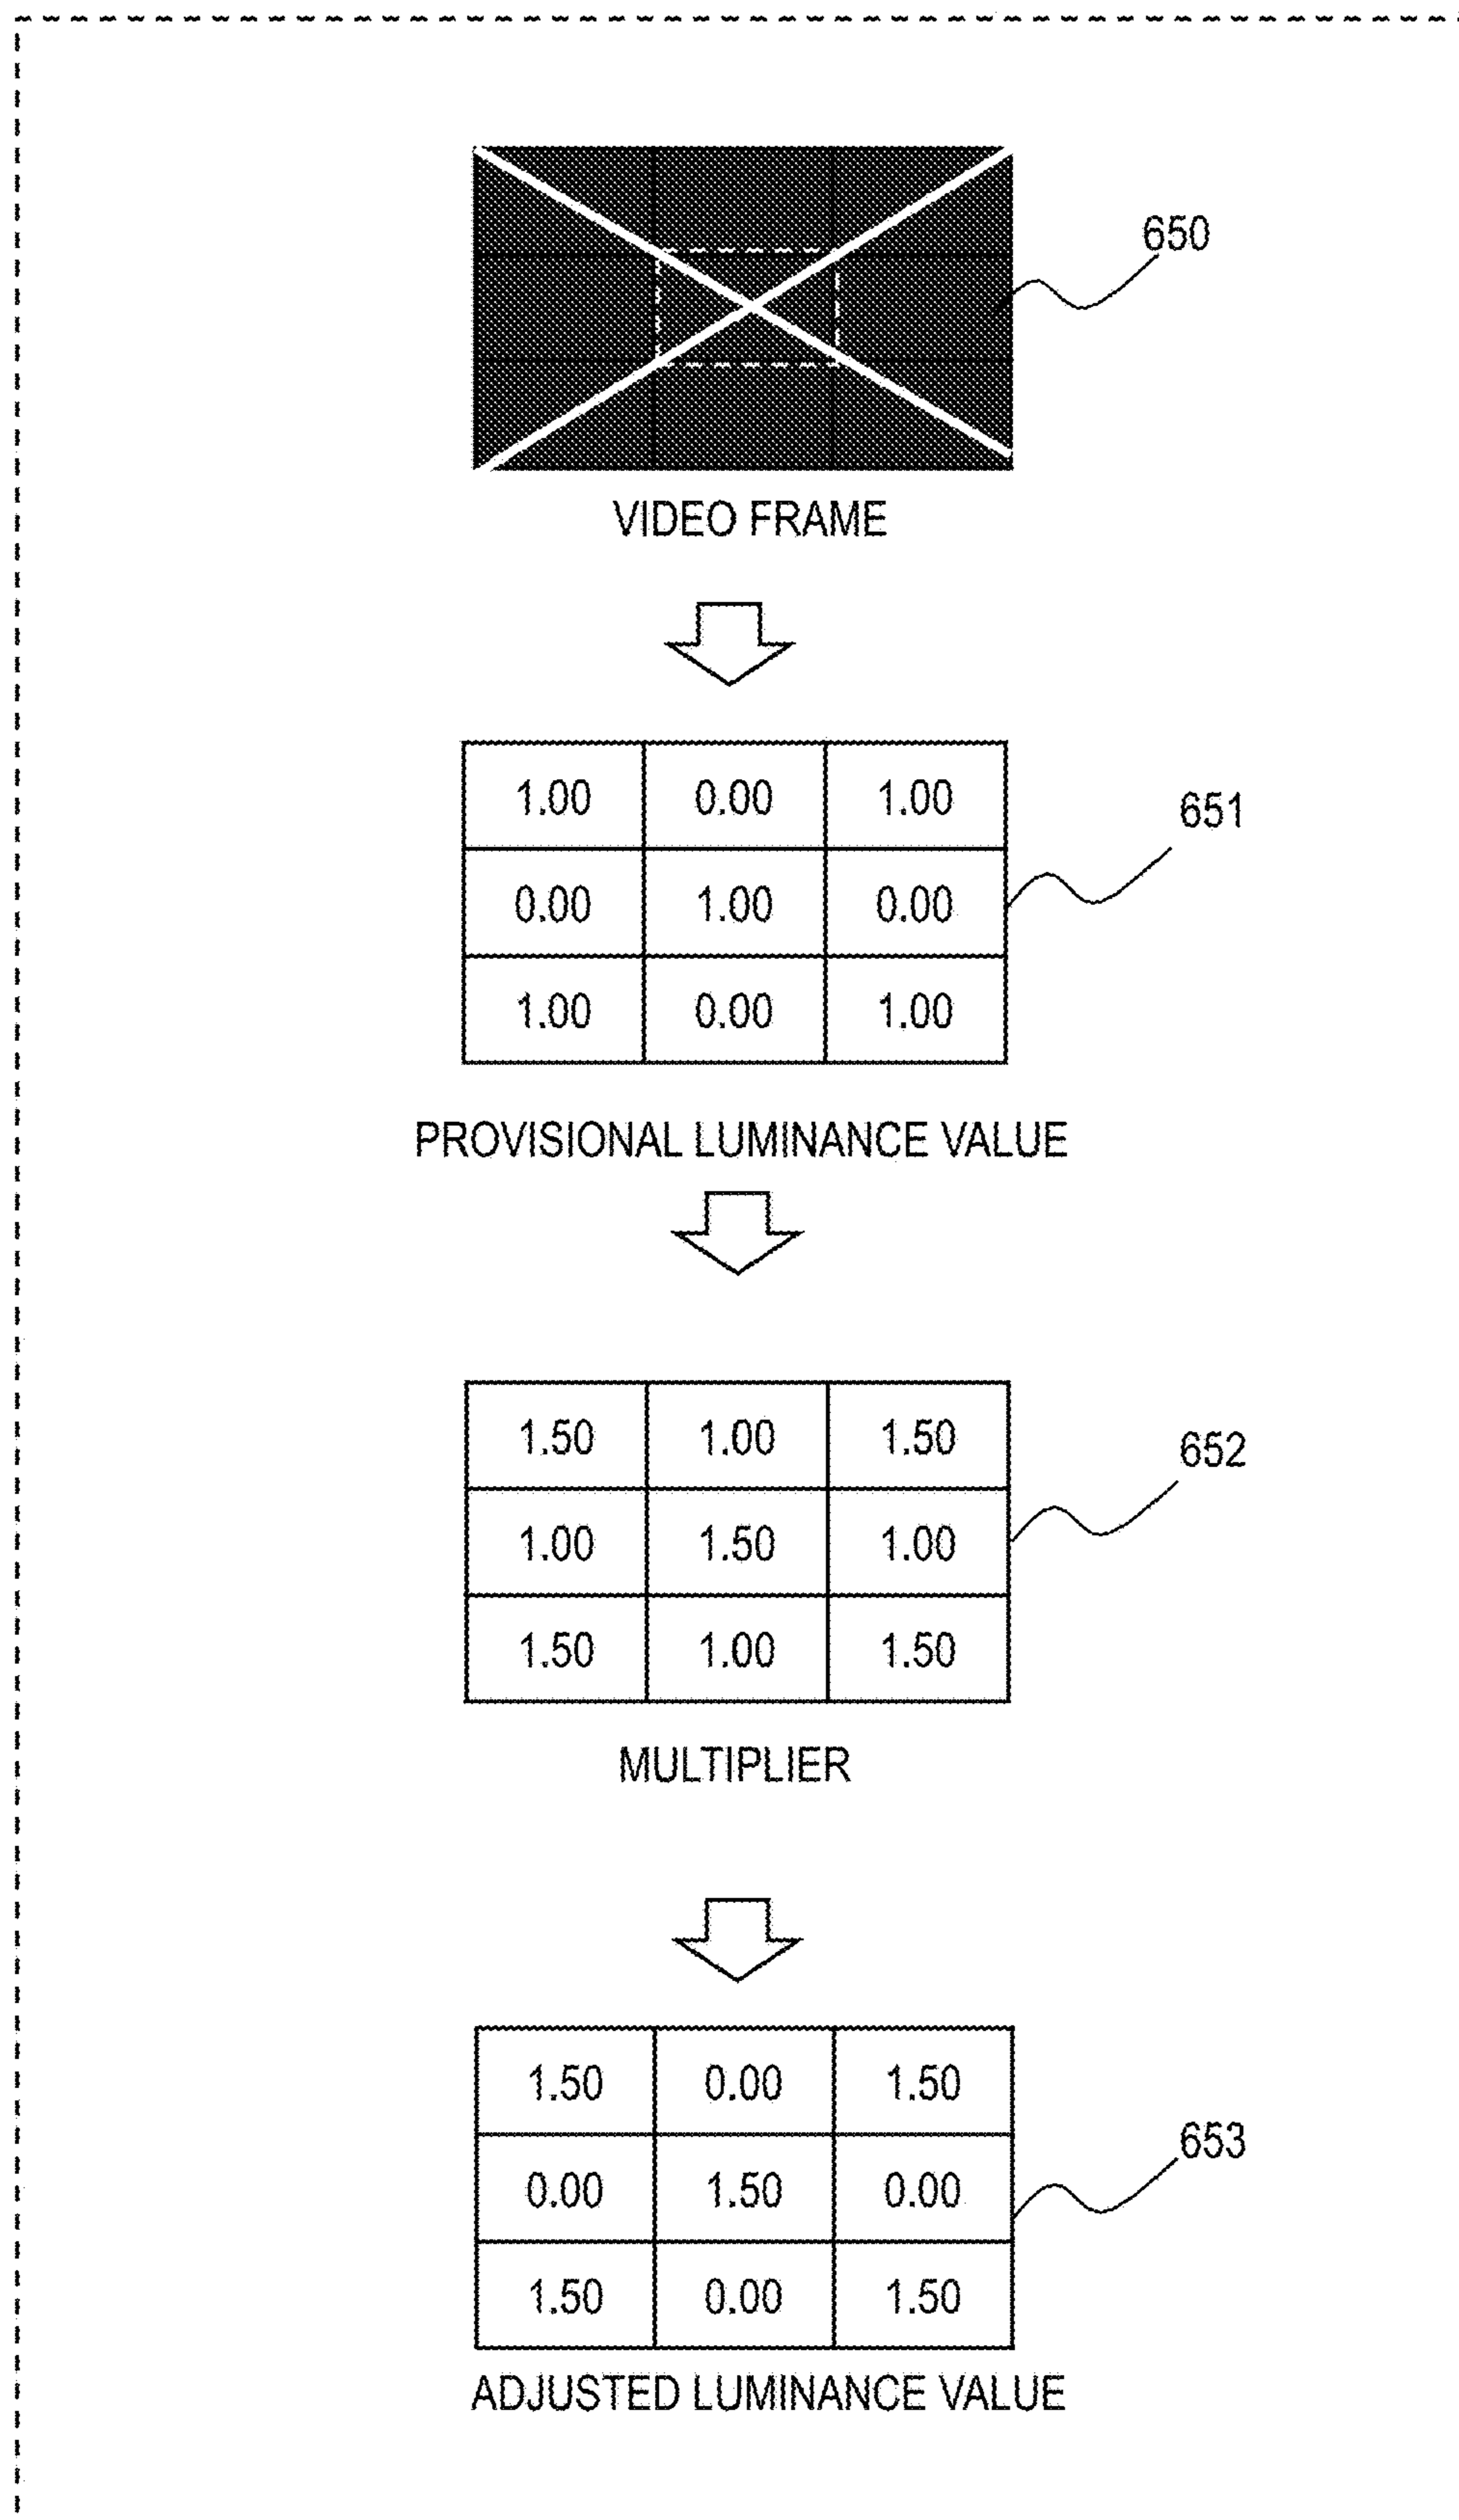 650
VIDEO FRAME
1.00 0.00 1.00
651
0.00 1.00 0.00
1.00 0.00 1.00
PROVISIONAL LUMINANCE VALUE
1.50 1.00 1.50
652
1.00 1.50 1.00
1.50 1.00 1.50
MULTIPLIER
1.50 0.00 1.50
653
0.00 1.50 0.00
1.50 0.00 1.50
ADJUSTED LUMINANCE VALUE